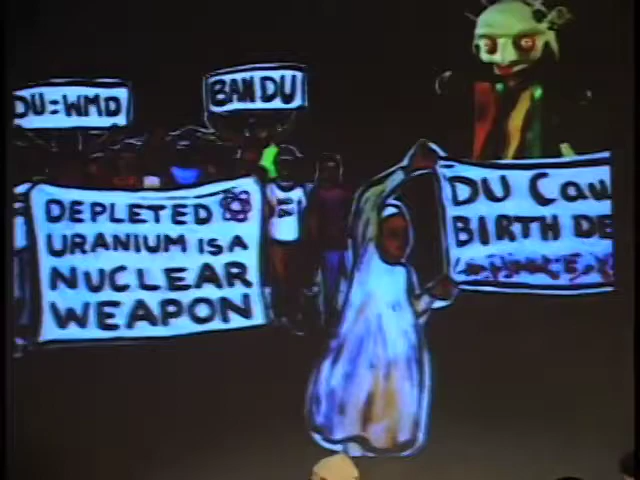 DU=WMD
BAN DU
DEPLETED
URANIUM IS A
NUCLEAR
WEAPON
DU Cau
BIRTH DE